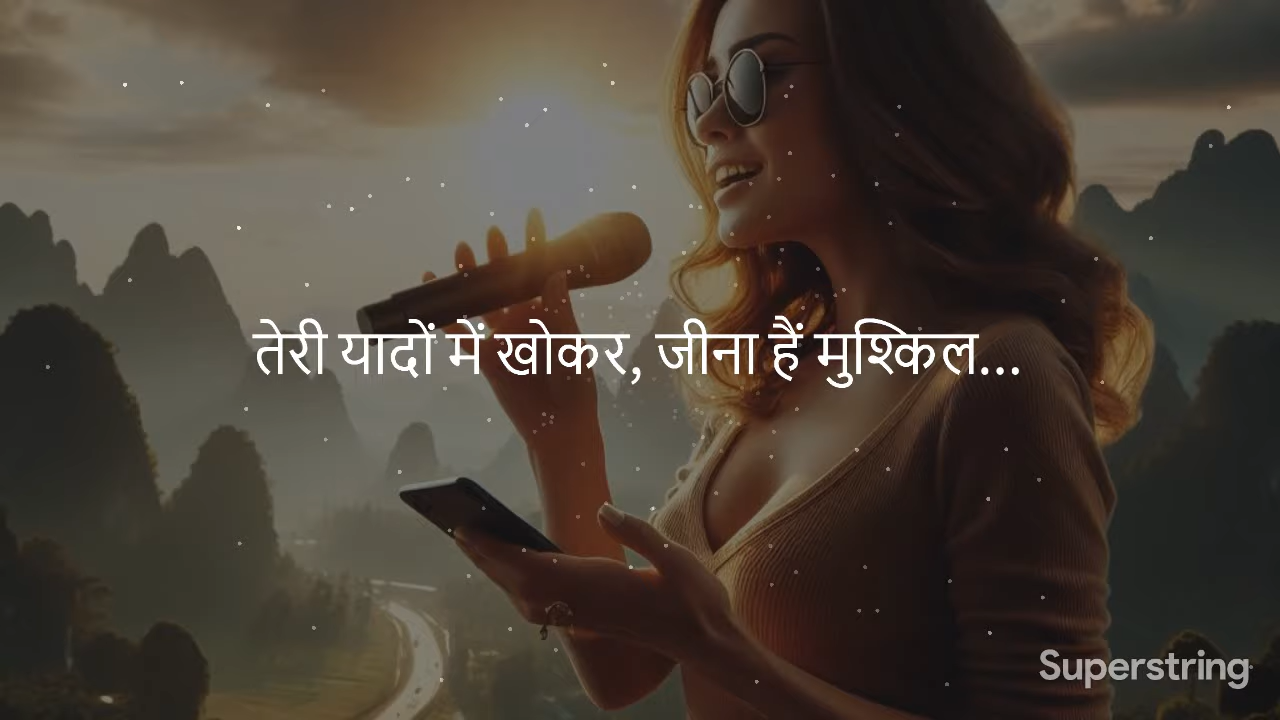 तेरी यादों में खोकर, जीना हैं मुश्किल...
Superstring